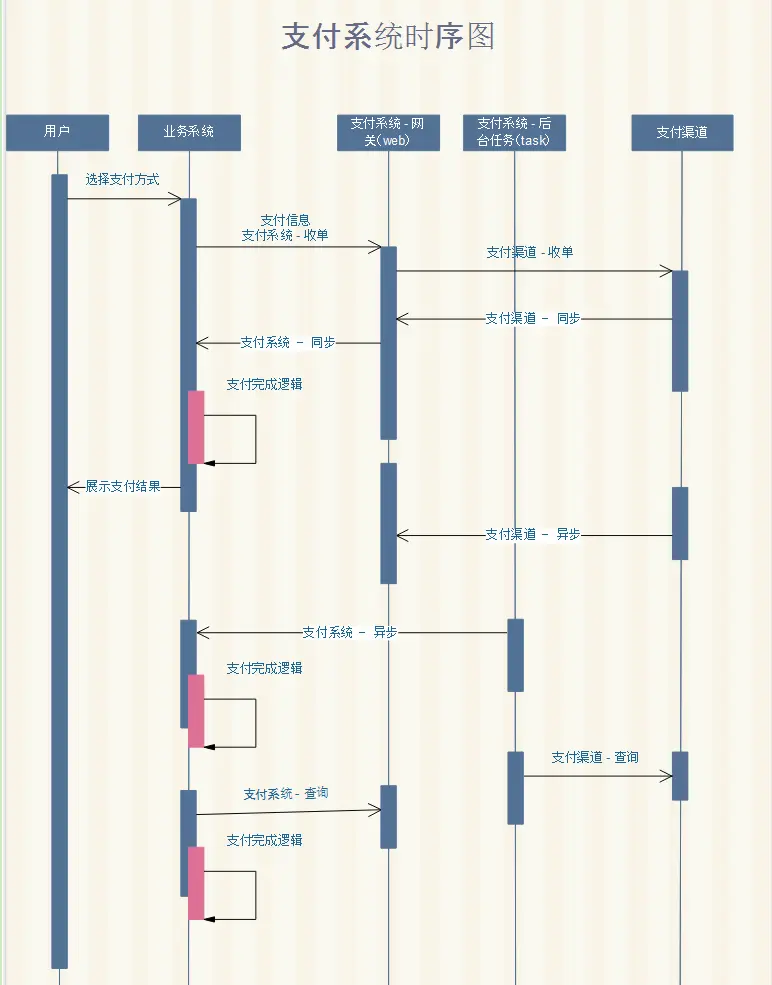 支付系统时序图
用户
业务系统
支付系统 - 网
关(web)
支付系统 - 后
台任务(task)
支付渠道
选择支付方式
支付信息
支付系统 - 收单
支付渠道 - 收单
支付渠道 － 同步
支付系统 － 同步
支付完成逻辑
展示支付结果
支付渠道 － 异步
支付系统 － 异步
支付完成逻辑
支付渠道 - 查询
支付系统 - 查询
支付完成逻辑